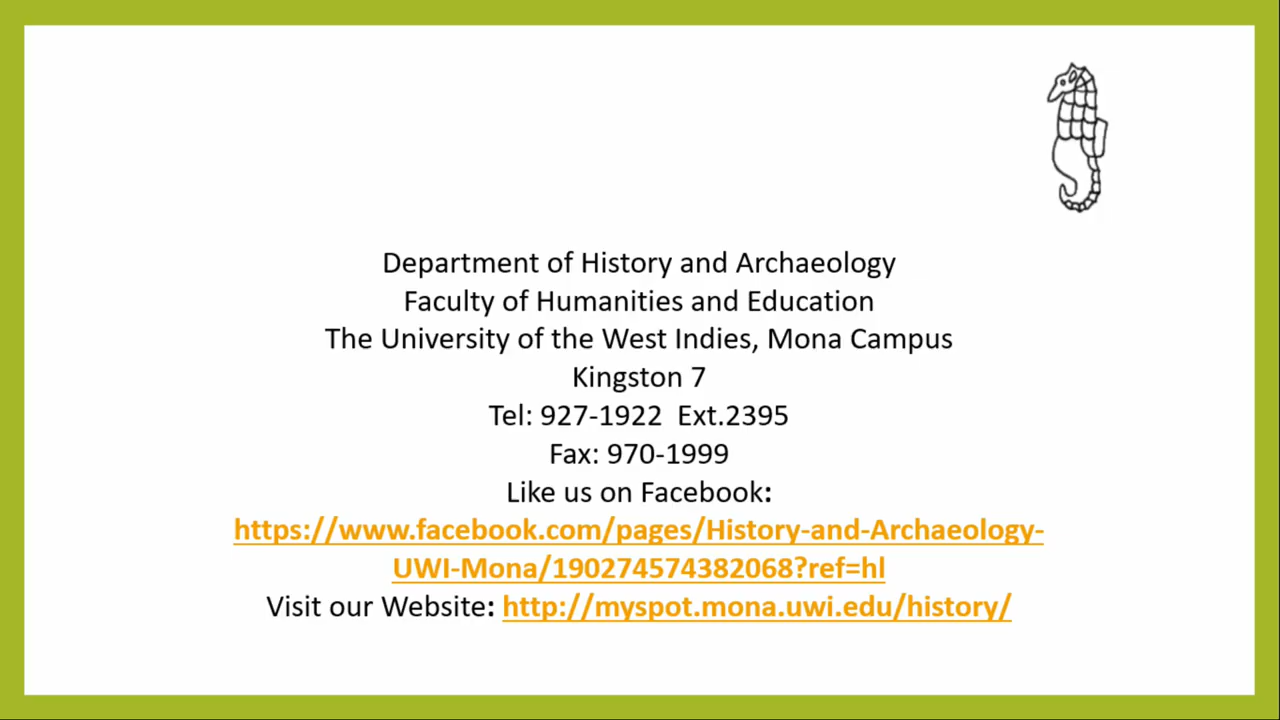 Department of History and Archaeology
Faculty of Humanities and Education
The University of the West Indies, Mona Campus
Kingston 7
Tel: 927-1922  Ext.2395
Fax: 970-1999
Like us on Facebook:
https://www.facebook.com/pages/History-and-Archaeology-
UWI-Mona/190274574382068?ref=hl
Visit our Website: http://myspot.mona.uwi.edu/history/